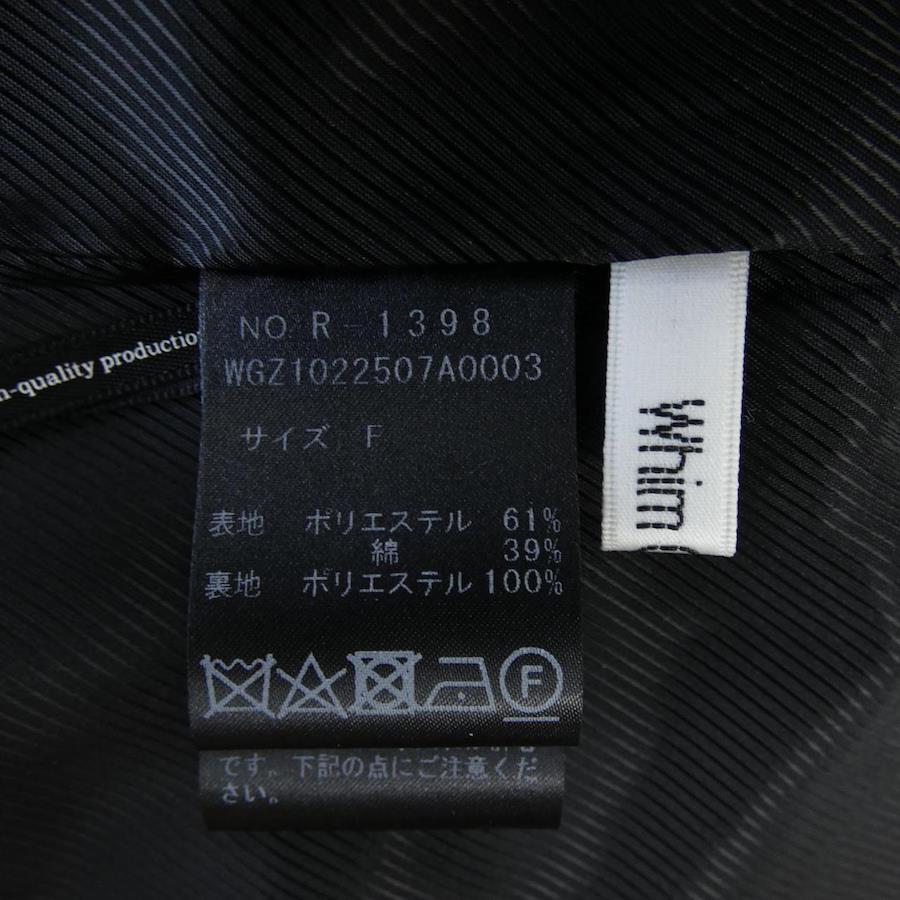 NO R-1398
WGZ1022507A0003
サイズ F
表地 ポリエステル 61%
綿 39%
裏地 ポリエステル 100%
F
です。下記の点にご注意くだ
さい。
-quality production
Whim